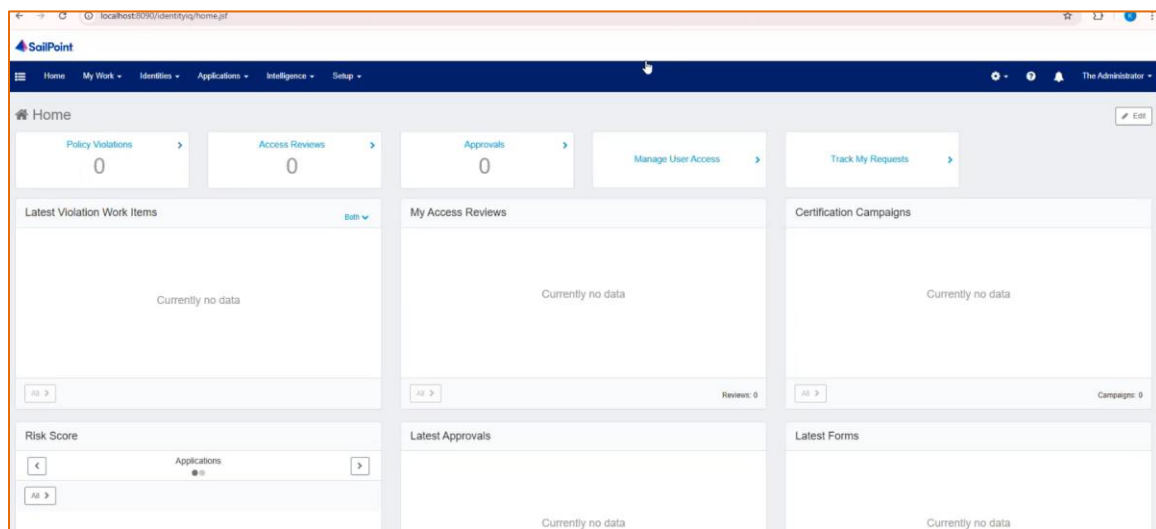 localhost:8090/identityiq/home.jsf
SailPoint
Home My Work Identities Applications Intelligence Setup The Administrator
Home Edit
Policy Violations Access Reviews Approvals Manage User Access Track My Requests
0 0 0
Latest Violation Work Items Both My Access Reviews Certification Campaigns
Currently no data Currently no data Currently no data
All All Reviews: 0 All Campaigns: 0
Risk Score Latest Approvals Latest Forms
Applications
All
Currently no data Currently no data